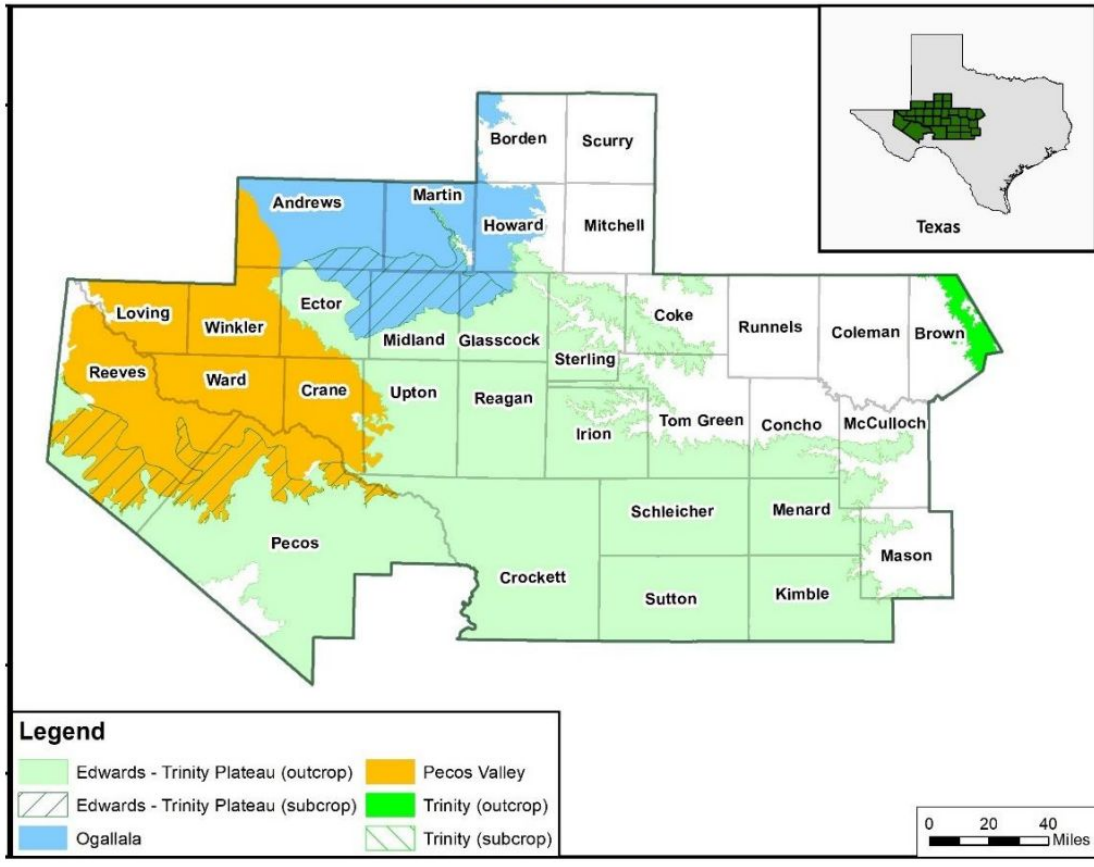 Borden
Scurry
Texas
Andrews
Martin
Howard
Mitchell
Loving
Winkler
Ector
Midland
Glasscock
Sterling
Coke
Runnels
Coleman
Brown
Reeves
Ward
Crane
Upton
Reagan
Irion
Tom Green
Concho
McCulloch
Pecos
Crockett
Schleicher
Menard
Mason
Sutton
Kimble
Legend
Edwards - Trinity Plateau (outcrop)
Edwards - Trinity Plateau (subcrop)
Ogallala
Pecos Valley
Trinity (outcrop)
Trinity (subcrop)
0 20 40
Miles